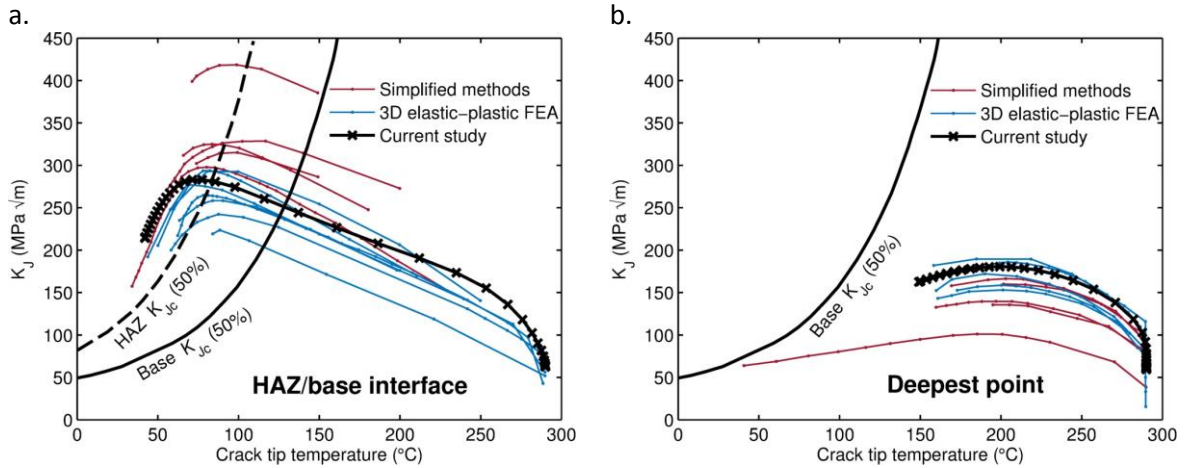 a.
450
400
350
300
250
200
150
100
50
0
K_J (MPa √m)
Simplified methods
3D elastic−plastic FEA
Current study
HAZ K_Jc (50%)
Base K_Jc (50%)
HAZ/base interface
0 50 100 150 200 250 300
Crack tip temperature (°C)
b.
450
400
350
300
250
200
150
100
50
0
K_J (MPa √m)
Simplified methods
3D elastic−plastic FEA
Current study
Base K_Jc (50%)
Deepest point
0 50 100 150 200 250 300
Crack tip temperature (°C)